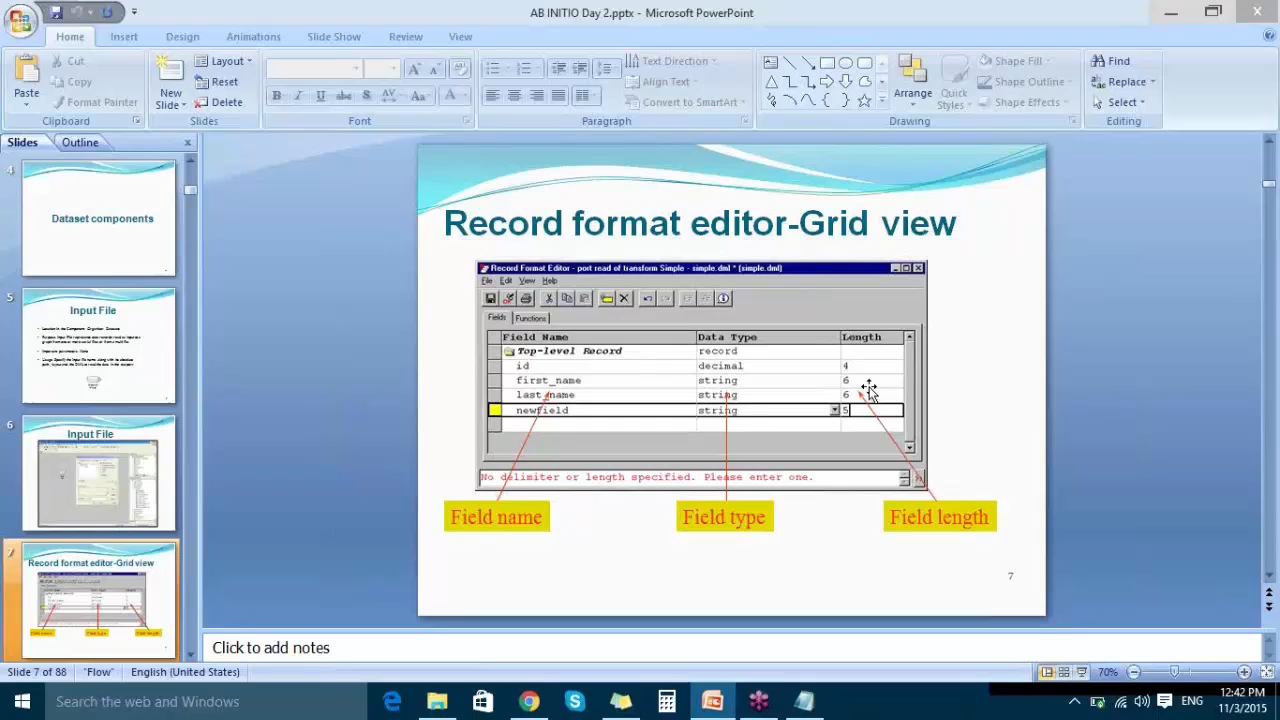 AB INITIO Day 2.pptx - Microsoft PowerPoint
Home Insert Design Animations Slide Show Review View
Paste
Cut
Copy
Format Painter
Clipboard
New Slide
Layout
Reset
Delete
Slides
B I U abc S AV Aa A
Font
Text Direction
Align Text
Convert to SmartArt
Paragraph
Arrange
Quick Styles
Shape Fill
Shape Outline
Shape Effects
Drawing
Find
Replace
Select
Editing
Slides Outline
4
Dataset components
5
Input File
6
Input File
7
Record format editor-Grid view
Record format editor-Grid view
Record Format Editor - port read of transform Simple - simple.dml * (simple.dml)
File Edit View Help
Fields Functions
Field Name Data Type Length
Top-level Record record
id decimal 4
first_name string 6
last_name string 6
newfield string 5
No delimiter or length specified. Please enter one.
Field name Field type Field length
7
Click to add notes
Slide 7 of 88 "Flow" English (United States) 70%
Search the web and Windows
ENG
12:42 PM
11/3/2015